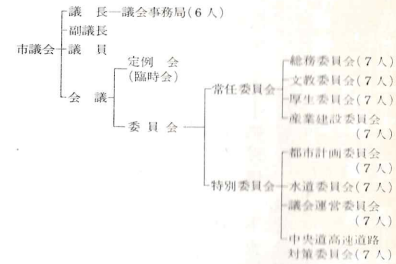 市議会
議長―議会事務局(6人)
副議長
議員
会議
定例会
(臨時会)
委員会
常任委員会
総務委員会(7人)
文教委員会(7人)
厚生委員会(7人)
産業建設委員会
(7人)
特別委員会
都市計画委員会
(7人)
水道委員会(7人)
議会運営委員会
(7人)
中央道高速道路
対策委員会(7人)